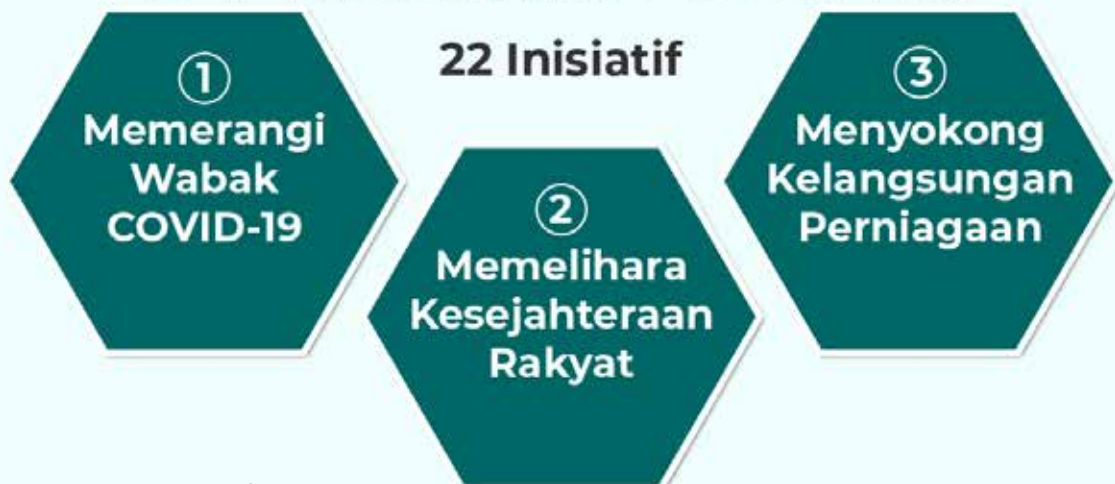 22 Inisiatif
①
Memerangi
Wabak
COVID-19
②
Memelihara
Kesejahteraan
Rakyat
③
Menyokong
Kelangsungan
Perniagaan